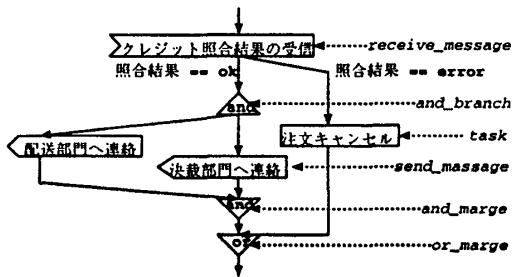 クレジット照合結果の受信
receive_message
照合結果 == ok
照合結果 == error
and
and_branch
配送部門へ連絡
注文キャンセル
task
決裁部門へ連絡
send_massage
and
and_marge
or
or_marge